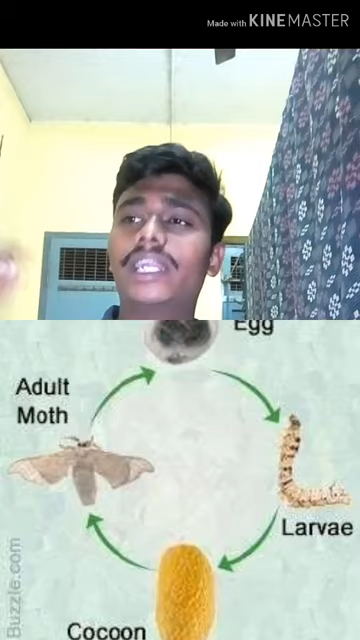 Made with KINEMASTER
Egg
Adult
Moth
Larvae
Cocoon
Buzzle.com